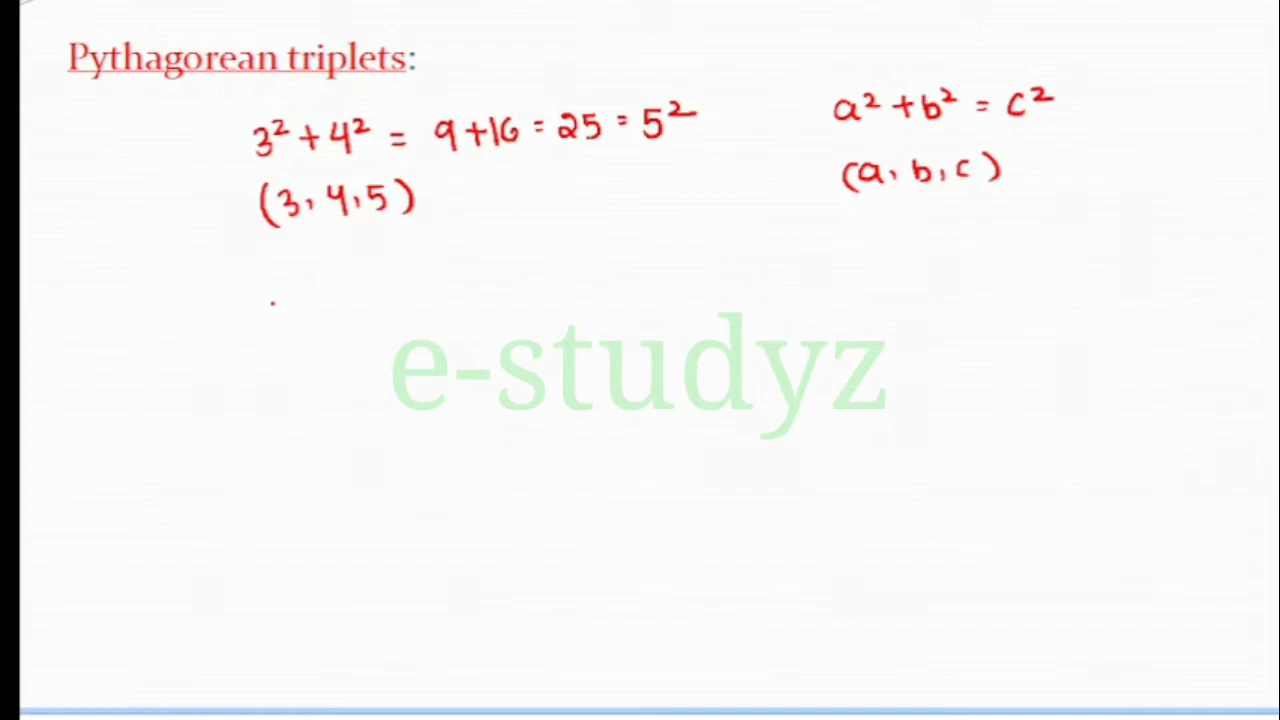 Pythagorean triplets:
3² + 4² = 9 + 16 = 25 = 5²
a² + b² = c²
(3, 4, 5)
(a, b, c)
e-studyz